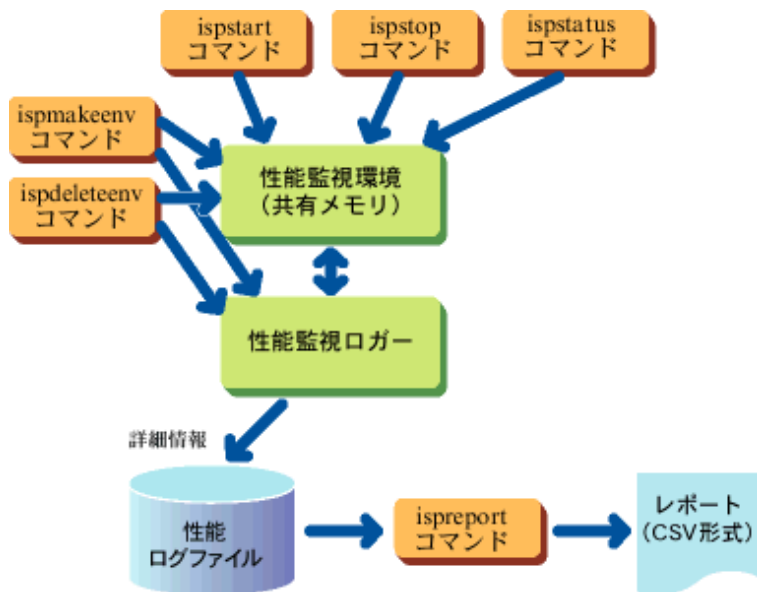 ispstart
コマンド
ispstop
コマンド
ispstatus
コマンド
ispmakeenv
コマンド
ispdeleteenv
コマンド
性能監視環境
（共有メモリ）
性能監視ロガー
詳細情報
性能
ログファイル
ispreport
コマンド
レポート
（CSV形式）